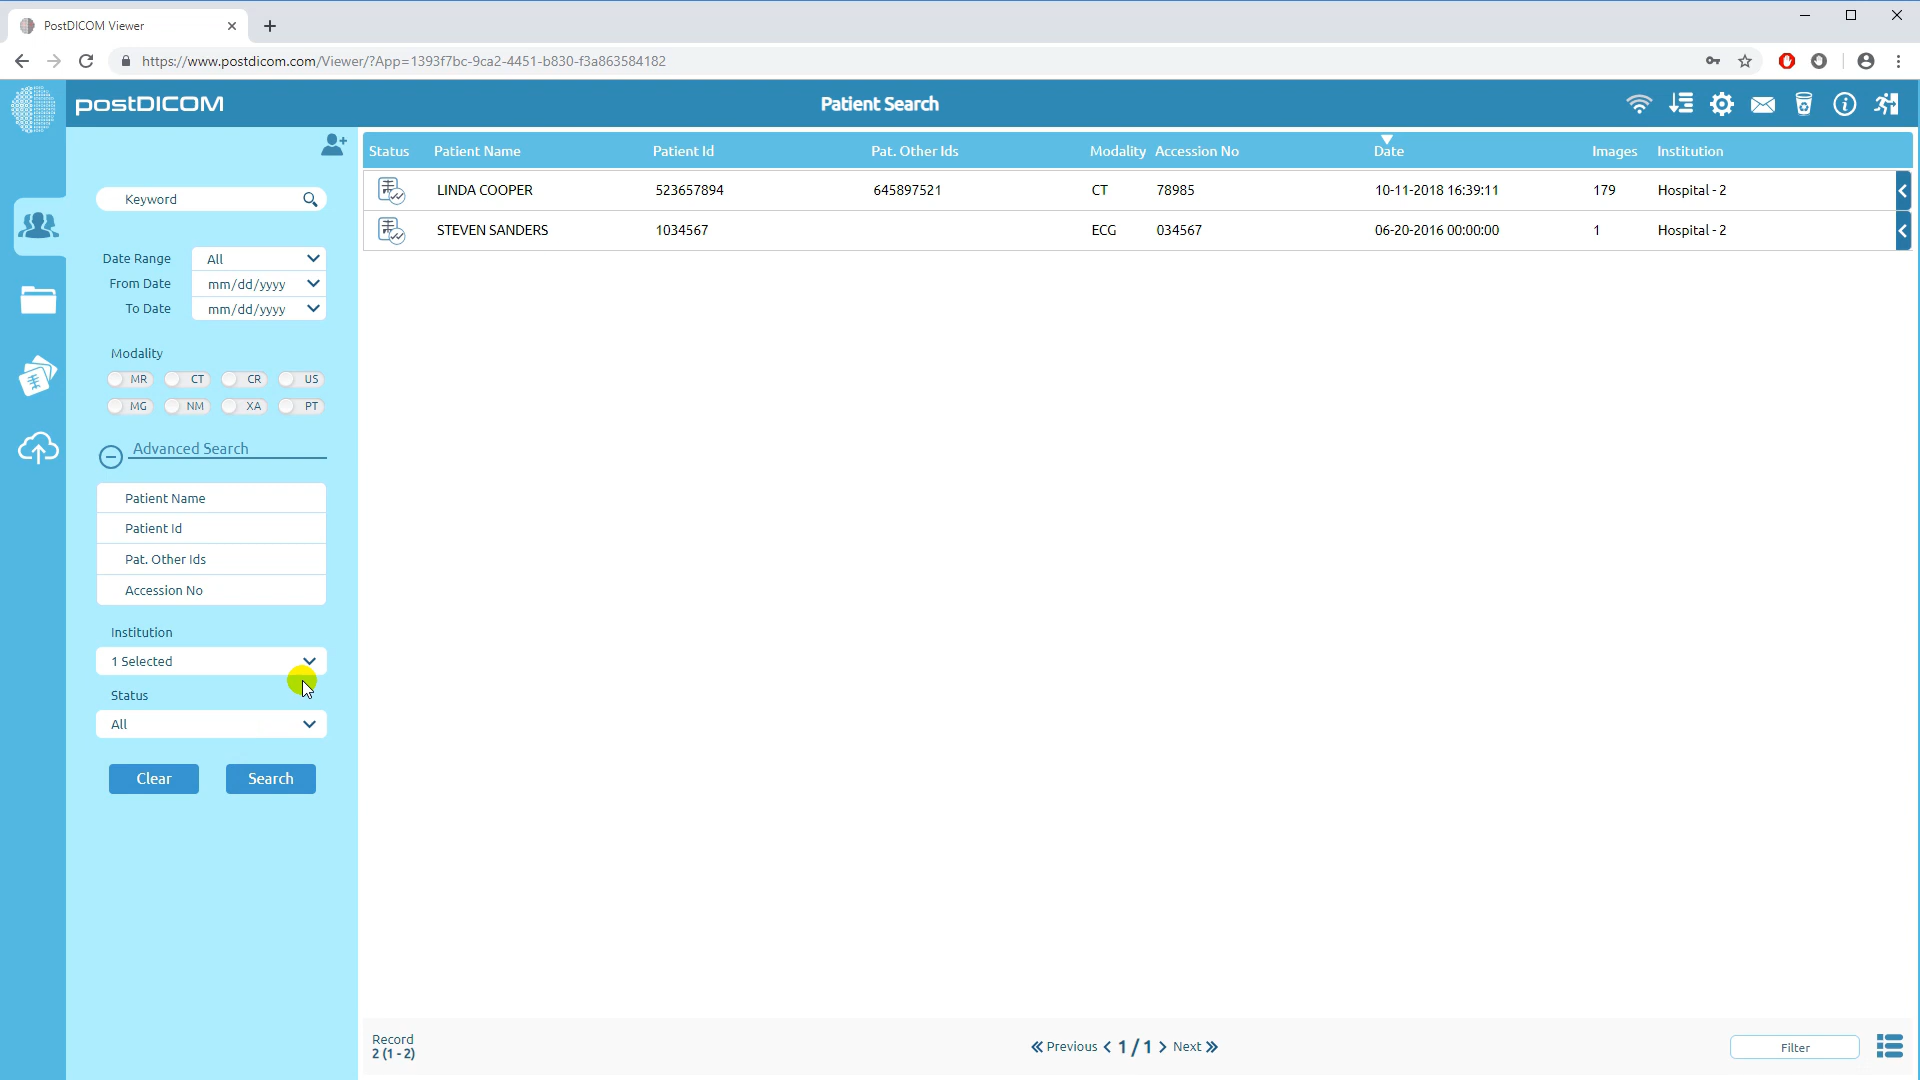 PostDICOM Viewer
https://www.postdicom.com/Viewer/?App=1393f7bc-9ca2-4451-b830-f3a863584182
postDICOM
Patient Search
Keyword
Date Range All
From Date mm/dd/yyyy
To Date mm/dd/yyyy
Modality
MR CT CR US
MG NM XA PT
Advanced Search
Patient Name
Patient Id
Pat. Other Ids
Accession No
Institution
1 Selected
Status
All
Clear Search
Status Patient Name Patient Id Pat. Other Ids Modality Accession No Date Images Institution
LINDA COOPER 523657894 645897521 CT 78985 10-11-2018 16:39:11 179 Hospital - 2
STEVEN SANDERS 1034567 ECG 034567 06-20-2016 00:00:00 1 Hospital - 2
Record
2 (1 - 2)
Previous 1 / 1 Next
Filter